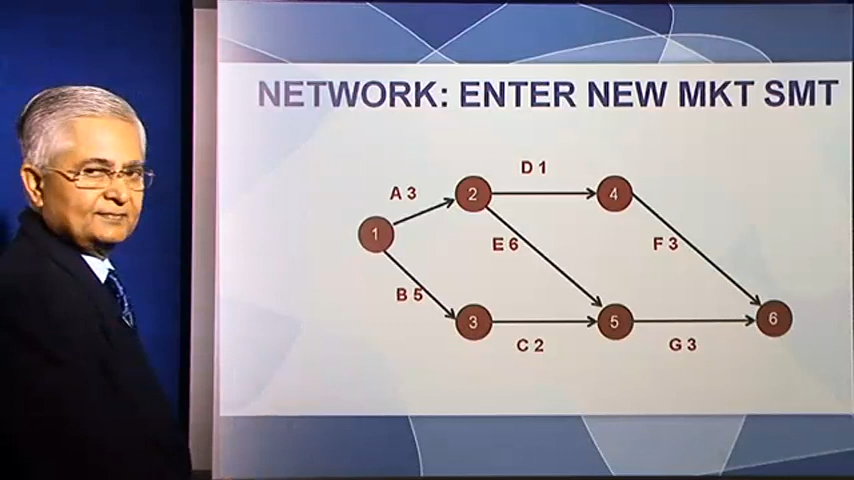 NETWORK: ENTER NEW MKT SMT
D 1
A 3
2
4
1
E 6
F 3
B 5
3
5
6
C 2
G 3